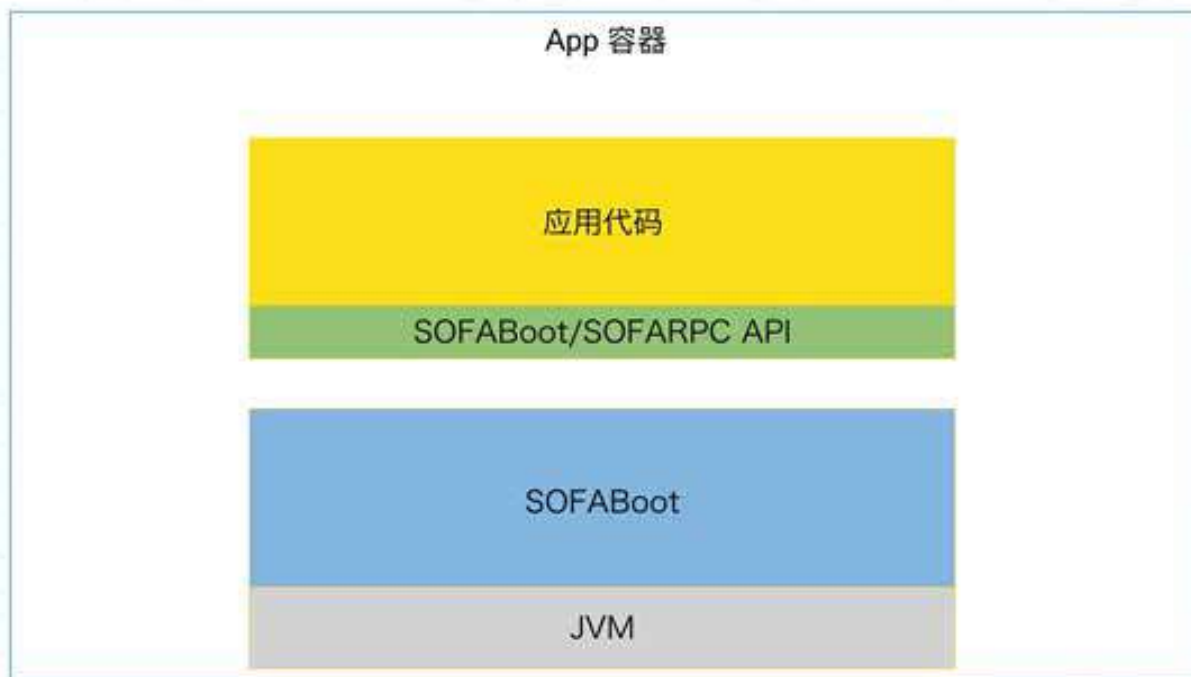 App 容器
应用代码
SOFABoot/SOFARPC API
SOFABoot
JVM